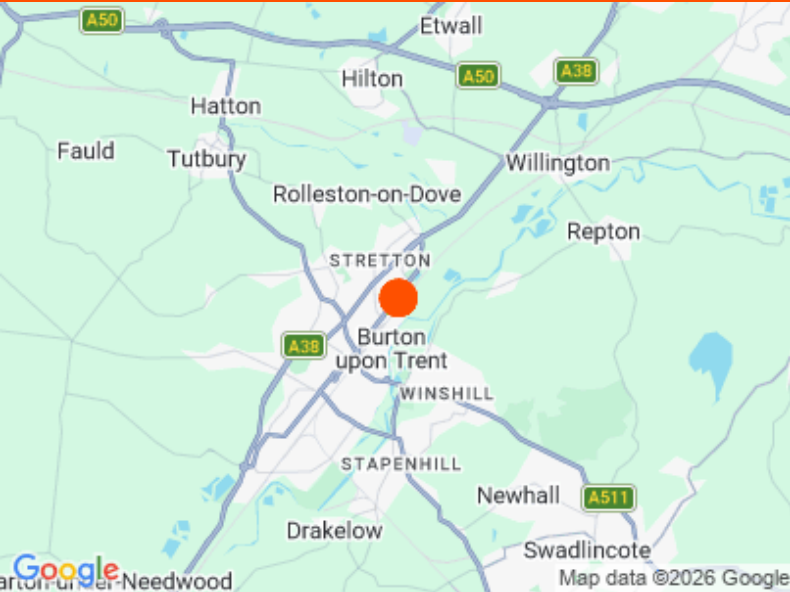 A50
Etwall
Hilton
A50
A38
Hatton
Fauld
Tutbury
Willington
Rolleston-on-Dove
Repton
STRETTON
A38
Burton
upon Trent
WINSHILL
STAPENHILL
Newhall
A511
Drakelow
Swadlincote
Google
-Needwood
Map data ©2026 Google